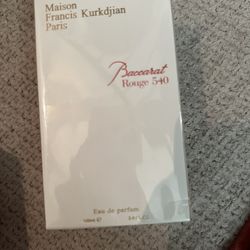 Maison
Francis Kurkdjian
Paris
Baccarat
Rouge 540
Eau de parfum